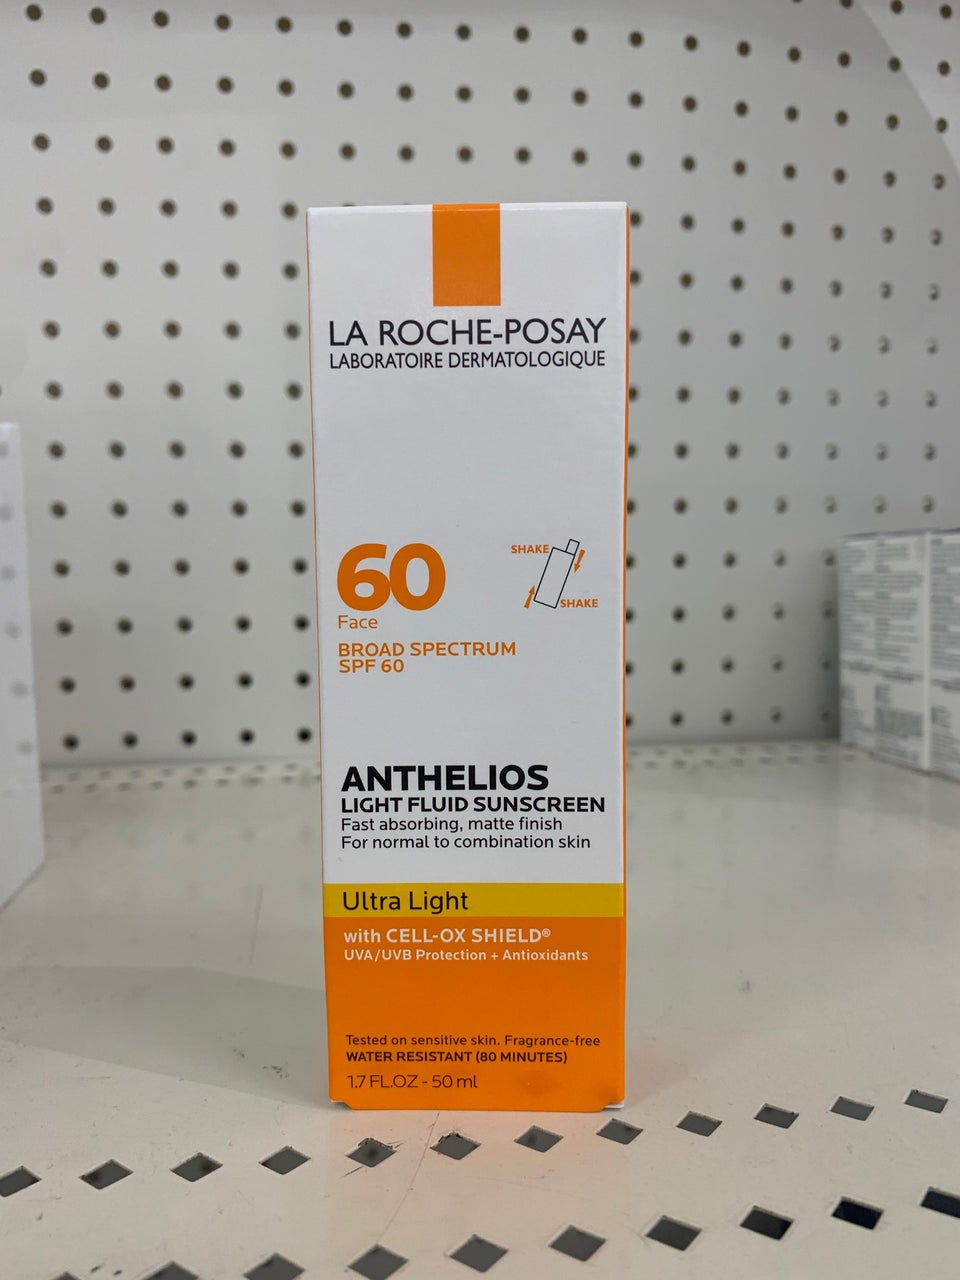 LA ROCHE-POSAY
LABORATOIRE DERMATOLOGIQUE
60
Face
BROAD SPECTRUM
SPF 60
SHAKE
SHAKE
ANTHELIOS
LIGHT FLUID SUNSCREEN
Fast absorbing, matte finish
For normal to combination skin
Ultra Light
with CELL-OX SHIELD®
UVA/UVB Protection + Antioxidants
Tested on sensitive skin. Fragrance-free
WATER RESISTANT (80 MINUTES)
1.7 FL.OZ - 50 ml